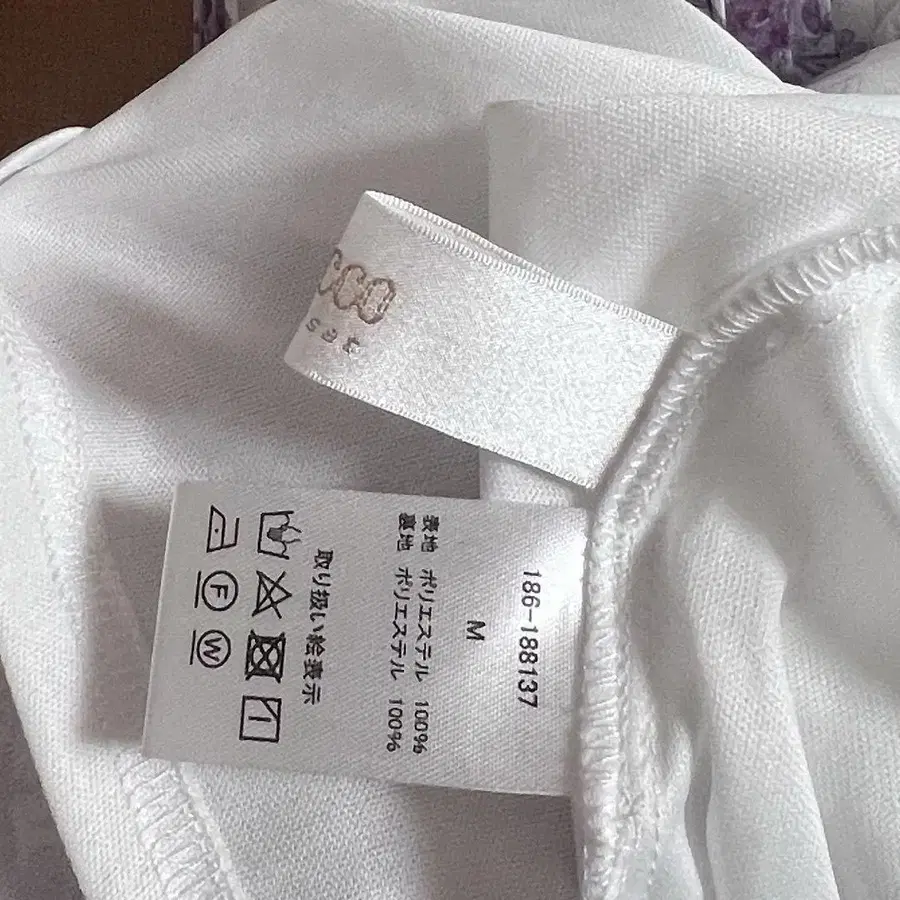 CCO
186-188137
M
表地 ポリエステル 100%
裏地 ポリエステル 100%
取り扱い絵表示
F
W